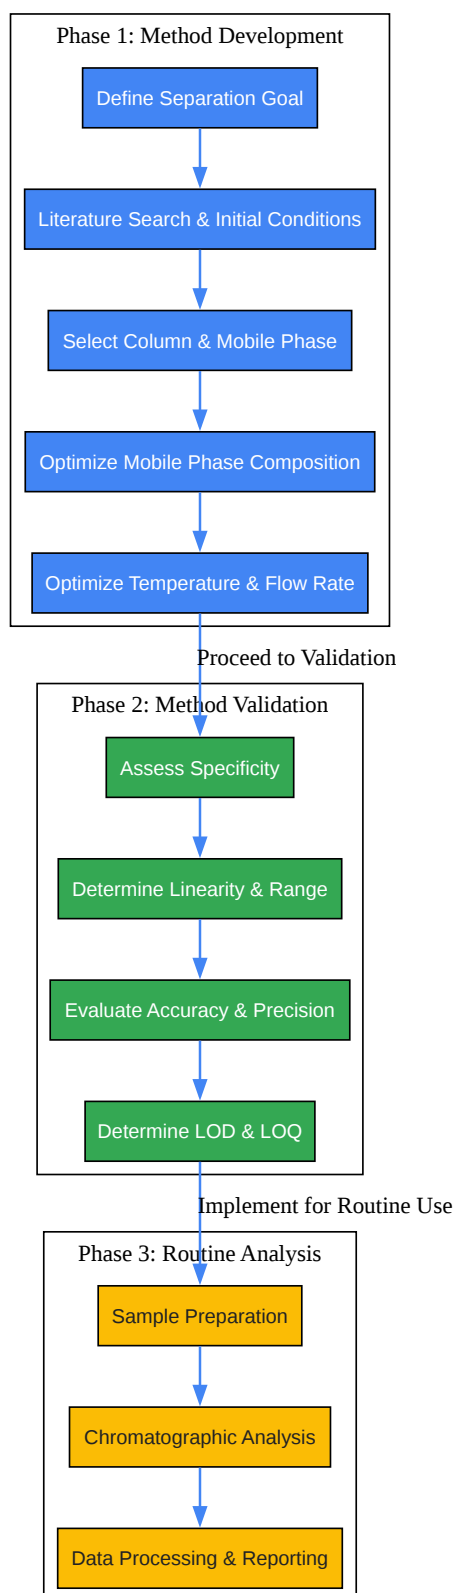 Phase 1: Method Development
Define Separation Goal
Literature Search & Initial Conditions
Select Column & Mobile Phase
Optimize Mobile Phase Composition
Optimize Temperature & Flow Rate
Proceed to Validation
Phase 2: Method Validation
Assess Specificity
Determine Linearity & Range
Evaluate Accuracy & Precision
Determine LOD & LOQ
Implement for Routine Use
Phase 3: Routine Analysis
Sample Preparation
Chromatographic Analysis
Data Processing & Reporting